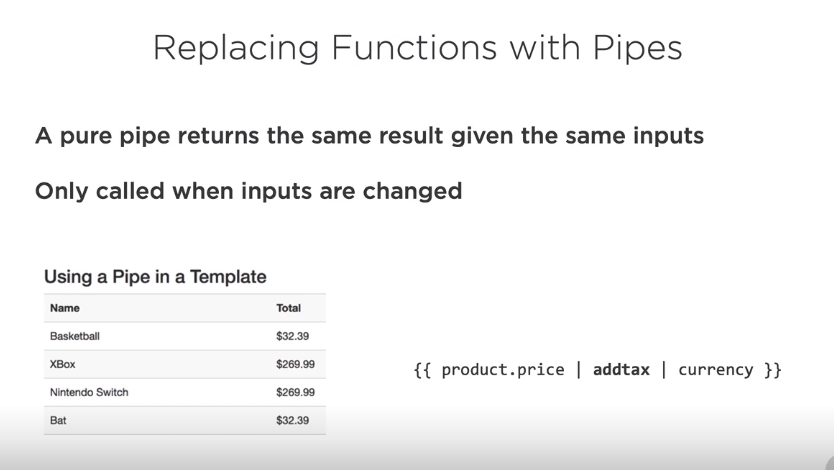 Replacing Functions with Pipes
A pure pipe returns the same result given the same inputs
Only called when inputs are changed
Using a Pipe in a Template
Name Total
Basketball $32.39
XBox $269.99
Nintendo Switch $269.99
Bat $32.39
{{ product.price | addtax | currency }}